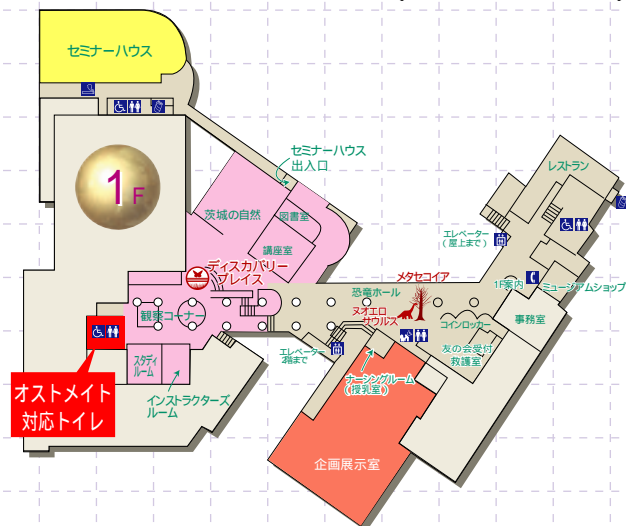 セミナーハウス
1F
セミナーハウス
出入口
レストラン
茨城の自然
図書室
講座室
エレベーター
（屋上まで）
ディスカバリー
プレイス
メタセコイア
恐竜ホール
1F案内
ミュージアムショップ
ヌオエロ
サウルス
観察コーナー
コインロッカー
事務室
エレベーター
2階まで
友の会受付
救護室
スタディ
ルーム
ナーシングルーム
（授乳室）
インストラクターズ
ルーム
オストメイト
対応トイレ
企画展示室